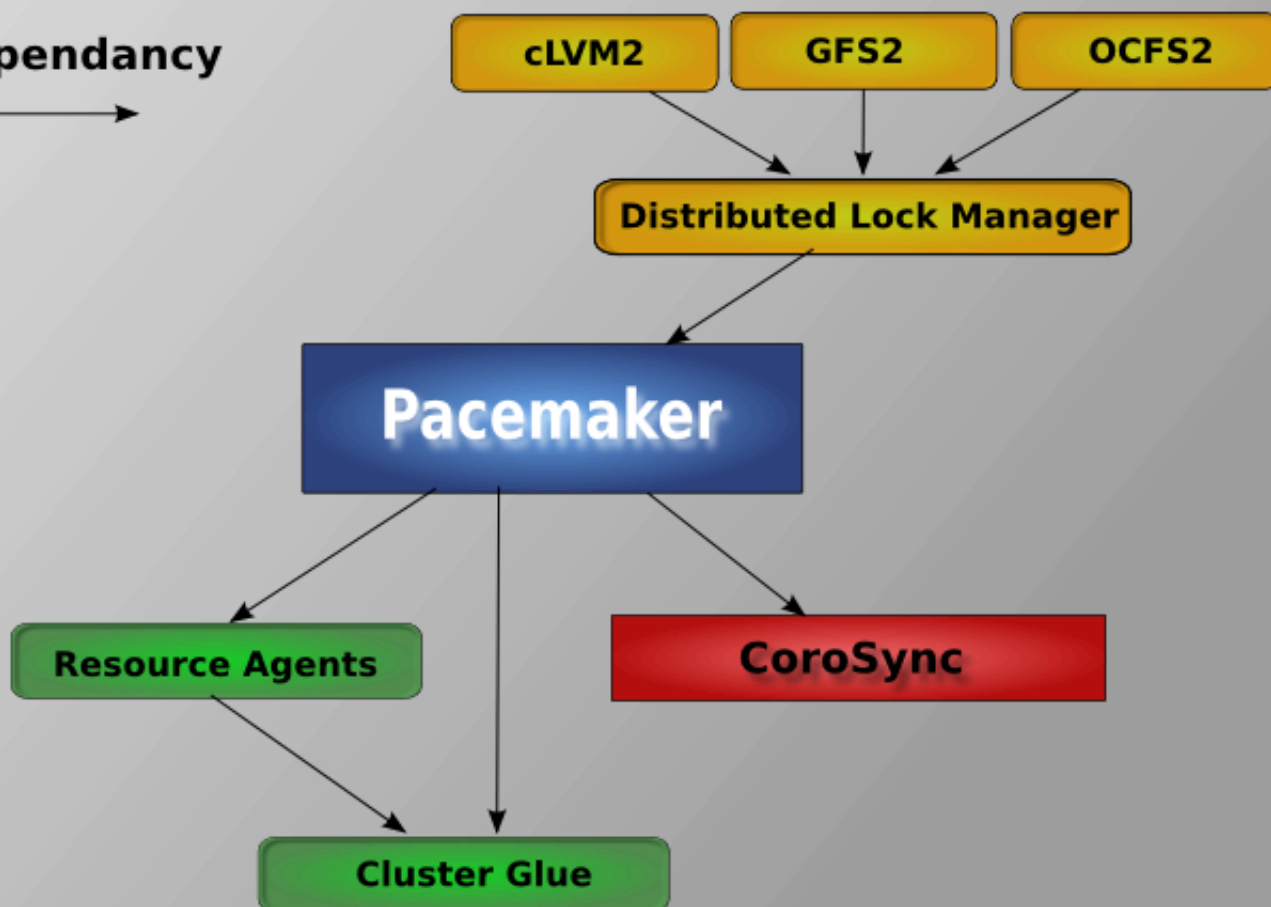 pendancy
cLVM2
GFS2
OCFS2
Distributed Lock Manager
Pacemaker
Resource Agents
CoroSync
Cluster Glue